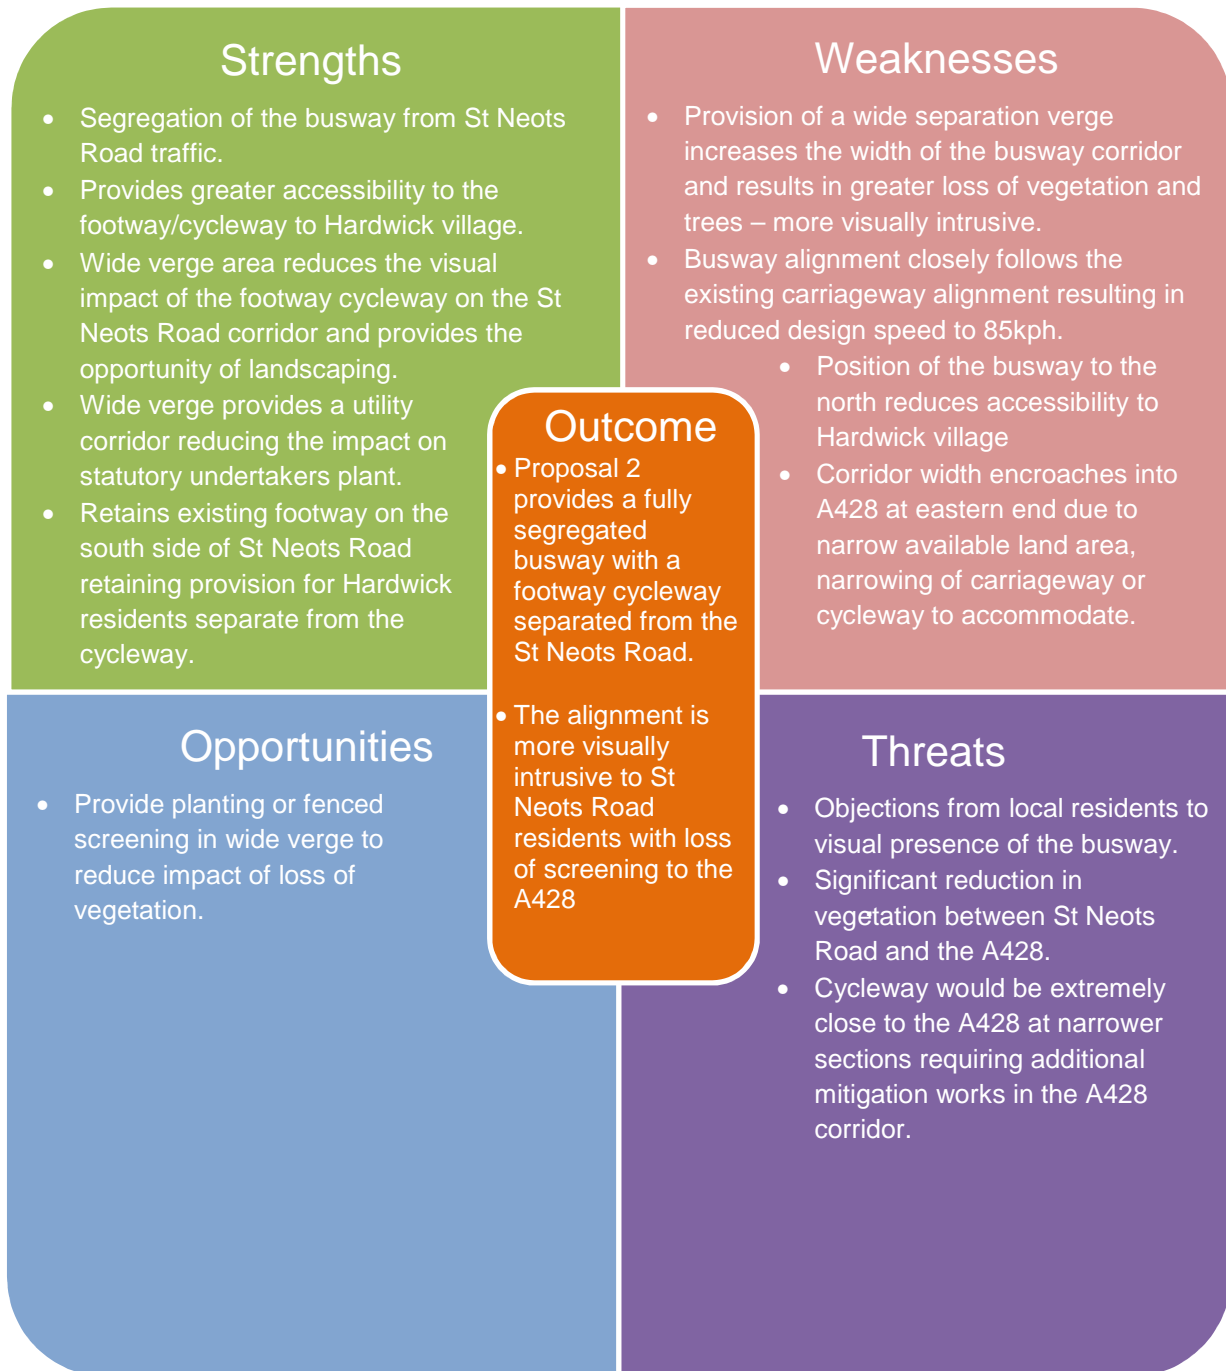 Strengths
• Segregation of the busway from St Neots
Road traffic.
• Provides greater accessibility to the
footway/cycleway to Hardwick village.
• Wide verge area reduces the visual
impact of the footway cycleway on the St
Neots Road corridor and provides the
opportunity of landscaping.
• Wide verge provides a utility
corridor reducing the impact on
statutory undertakers plant.
• Retains existing footway on the
south side of St Neots Road
retaining provision for Hardwick
residents separate from the
cycleway.
Weaknesses
• Provision of a wide separation verge
increases the width of the busway corridor
and results in greater loss of vegetation and
trees – more visually intrusive.
• Busway alignment closely follows the
existing carriageway alignment resulting in
reduced design speed to 85kph.
• Position of the busway to the
north reduces accessibility to
Hardwick village
• Corridor width encroaches into
A428 at eastern end due to
narrow available land area,
narrowing of carriageway or
cycleway to accommodate.
Outcome
• Proposal 2
provides a fully
segregated
busway with a
footway cycleway
separated from the
St Neots Road.
• The alignment is
more visually
intrusive to St
Neots Road
residents with loss
of screening to the
A428
Opportunities
• Provide planting or fenced
screening in wide verge to
reduce impact of loss of
vegetation.
Threats
• Objections from local residents to
visual presence of the busway.
• Significant reduction in
vegetation between St Neots
Road and the A428.
• Cycleway would be extremely
close to the A428 at narrower
sections requiring additional
mitigation works in the A428
corridor.